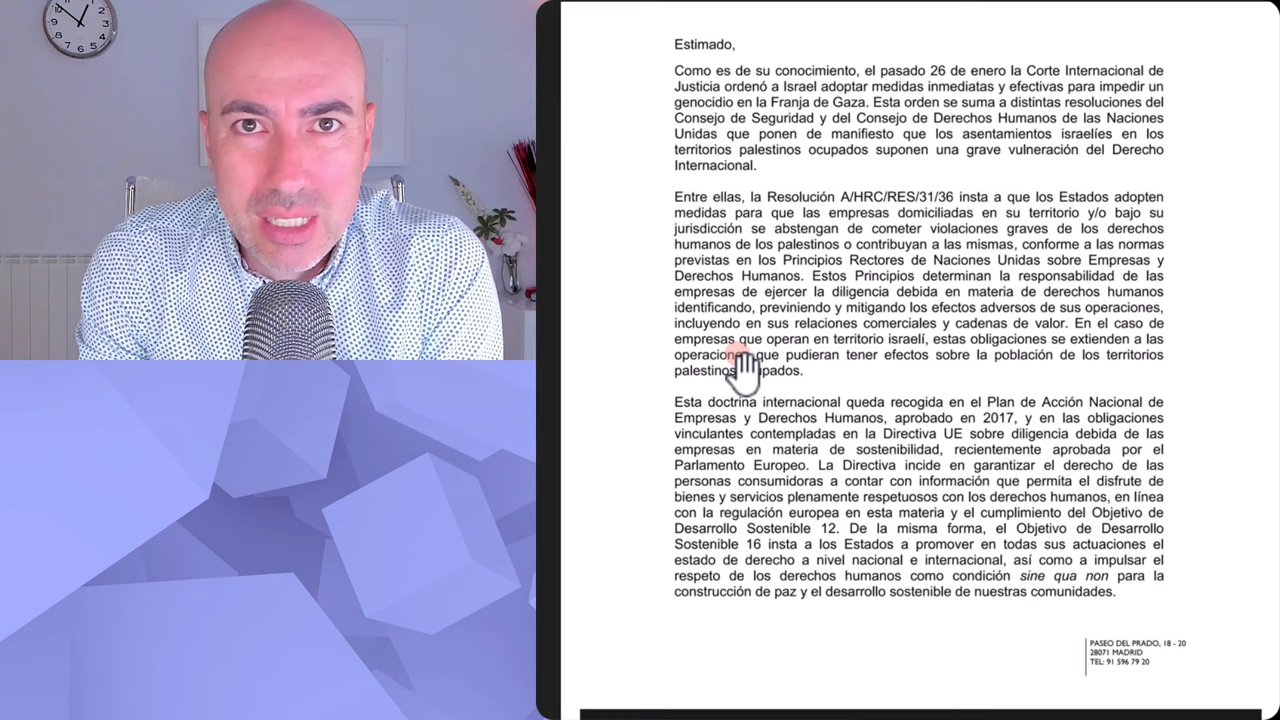 Estimado,
Como es de su conocimiento, el pasado 26 de enero la Corte Internacional de
Justicia ordenó a Israel adoptar medidas inmediatas y efectivas para impedir un
genocidio en la Franja de Gaza. Esta orden se suma a distintas resoluciones del
Consejo de Seguridad y del Consejo de Derechos Humanos de las Naciones
Unidas que ponen de manifiesto que los asentamientos israelíes en los
territorios palestinos ocupados suponen una grave vulneración del Derecho
Internacional.
Entre ellas, la Resolución A/HRC/RES/31/36 insta a que los Estados adopten
medidas para que las empresas domiciliadas en su territorio y/o bajo su
jurisdicción se abstengan de cometer violaciones graves de los derechos
humanos de los palestinos o contribuyan a las mismas, conforme a las normas
previstas en los Principios Rectores de Naciones Unidas sobre Empresas y
Derechos Humanos. Estos Principios determinan la responsabilidad de las
empresas de ejercer la diligencia debida en materia de derechos humanos
identificando, previniendo y mitigando los efectos adversos de sus operaciones,
incluyendo en sus relaciones comerciales y cadenas de valor. En el caso de
empresas que operan en territorio israelí, estas obligaciones se extienden a las
que pudieran tener efectos sobre la población de los territorios
palestinos
Esta doctrina internacional queda recogida en el Plan de Acción Nacional de
Empresas y Derechos Humanos, aprobado en 2017, y en las obligaciones
vinculantes contempladas en la Directiva UE sobre diligencia debida de las
empresas en materia de sostenibilidad, recientemente aprobada por el
Parlamento Europeo. La Directiva incide en garantizar el derecho de las
personas consumidoras a contar con información que permita el disfrute de
bienes y servicios plenamente respetuosos con los derechos humanos, en línea
con la regulación europea en esta materia y el cumplimiento del Objetivo de
Desarrollo Sostenible 12. De la misma forma, el Objetivo de Desarrollo
Sostenible 16 insta a los Estados a promover en todas sus actuaciones el
estado de derecho a nivel nacional e internacional, así como a impulsar el
respeto de los derechos humanos como condición sine qua non para la
construcción de paz y el desarrollo sostenible de nuestras comunidades.
PASEO DEL PRADO, 18 - 20
28071 MADRID
TEL: 91 596 79 20